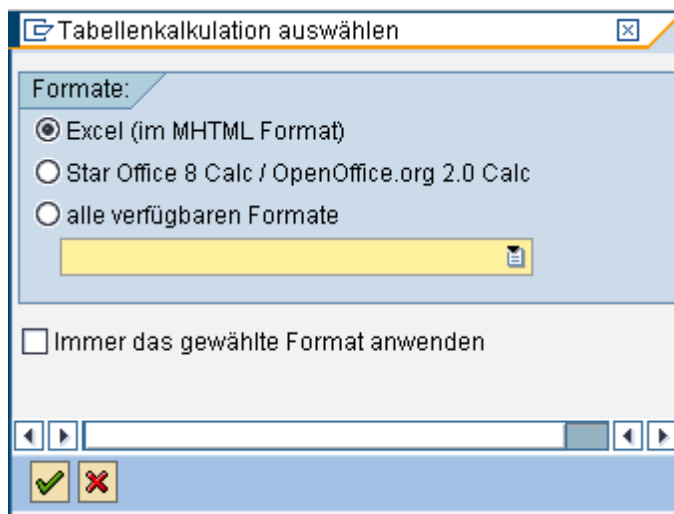 Tabellenkalkulation auswählen
Formate:
Excel (im MHTML Format)
Star Office 8 Calc / OpenOffice.org 2.0 Calc
alle verfügbaren Formate
Immer das gewählte Format anwenden